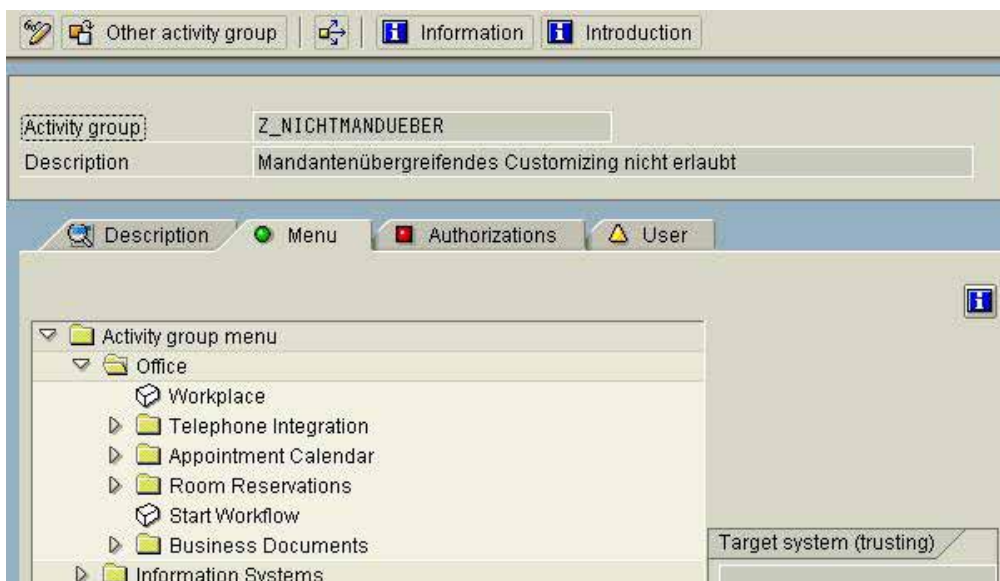 Other activity group Information Introduction
Activity group Z_NICHTMANDUEBER
Description Mandantenübergreifendes Customizing nicht erlaubt
Description Menu Authorizations User
Activity group menu
Office
Workplace
Telephone Integration
Appointment Calendar
Room Reservations
Start Workflow
Business Documents
Target system (trusting)
Information Systems